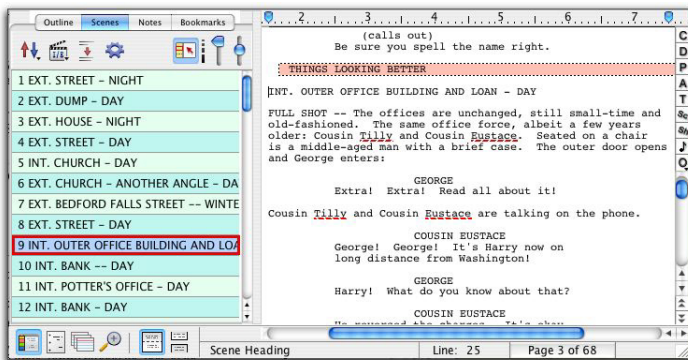 Outline Scenes Notes Bookmarks
1 EXT. STREET - NIGHT
2 EXT. DUMP - DAY
3 EXT. HOUSE - NIGHT
4 EXT. STREET - DAY
5 INT. CHURCH - DAY
6 EXT. CHURCH - ANOTHER ANGLE - DA
7 EXT. BEDFORD FALLS STREET -- WINTE
8 EXT. STREET - DAY
9 INT. OUTER OFFICE BUILDING AND LOA
10 INT. BANK -- DAY
11 INT. POTTER'S OFFICE - DAY
12 INT. BANK - DAY
2 3 4 5 6 7
(calls out)
Be sure you spell the name right.
THINGS LOOKING BETTER
INT. OUTER OFFICE BUILDING AND LOAN - DAY
FULL SHOT -- The offices are unchanged, still small-time and
old-fashioned. The same office force, albeit a few years
older: Cousin Tilly and Cousin Eustace. Seated on a chair
is a middle-aged man with a brief case. The outer door opens
and George enters:
GEORGE
Extra! Extra! Read all about it!
Cousin Tilly and Cousin Eustace are talking on the phone.
COUSIN EUSTACE
George! George! It's Harry now on
long distance from Washington!
GEORGE
Harry! What do you know about that?
COUSIN EUSTACE
C
D
P
A
T
Sc
Sh
Scene Heading Line: 25 Page 3 of 68